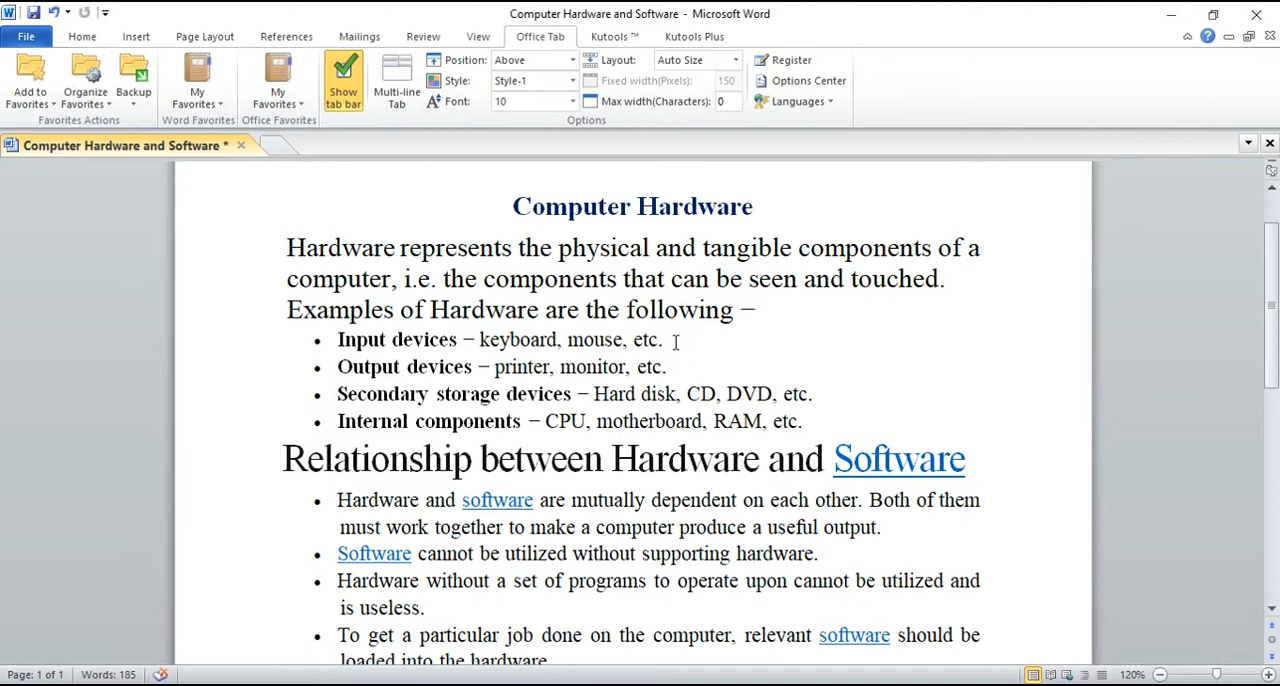 Computer Hardware and Software - Microsoft Word
File Home Insert Page Layout References Mailings Review View Office Tab Kutools ™ Kutools Plus
Add to Favorites
Organize Favorites
Backup
Favorites Actions
My Favorites
Word Favorites
My Favorites
Office Favorites
Show tab bar
Multi-line Tab
Position: Above
Style: Style-1
Font: 10
Layout: Auto Size
Fixed width(Pixels): 150
Max width(Characters): 0
Options
Register
Options Center
Languages
Computer Hardware and Software *
Computer Hardware
Hardware represents the physical and tangible components of a
computer, i.e. the components that can be seen and touched.
Examples of Hardware are the following −
• Input devices − keyboard, mouse, etc.
• Output devices − printer, monitor, etc.
• Secondary storage devices − Hard disk, CD, DVD, etc.
• Internal components − CPU, motherboard, RAM, etc.
Relationship between Hardware and Software
• Hardware and software are mutually dependent on each other. Both of them
must work together to make a computer produce a useful output.
• Software cannot be utilized without supporting hardware.
• Hardware without a set of programs to operate upon cannot be utilized and
is useless.
• To get a particular job done on the computer, relevant software should be
loaded into the hardware
Page: 1 of 1 Words: 185 120%